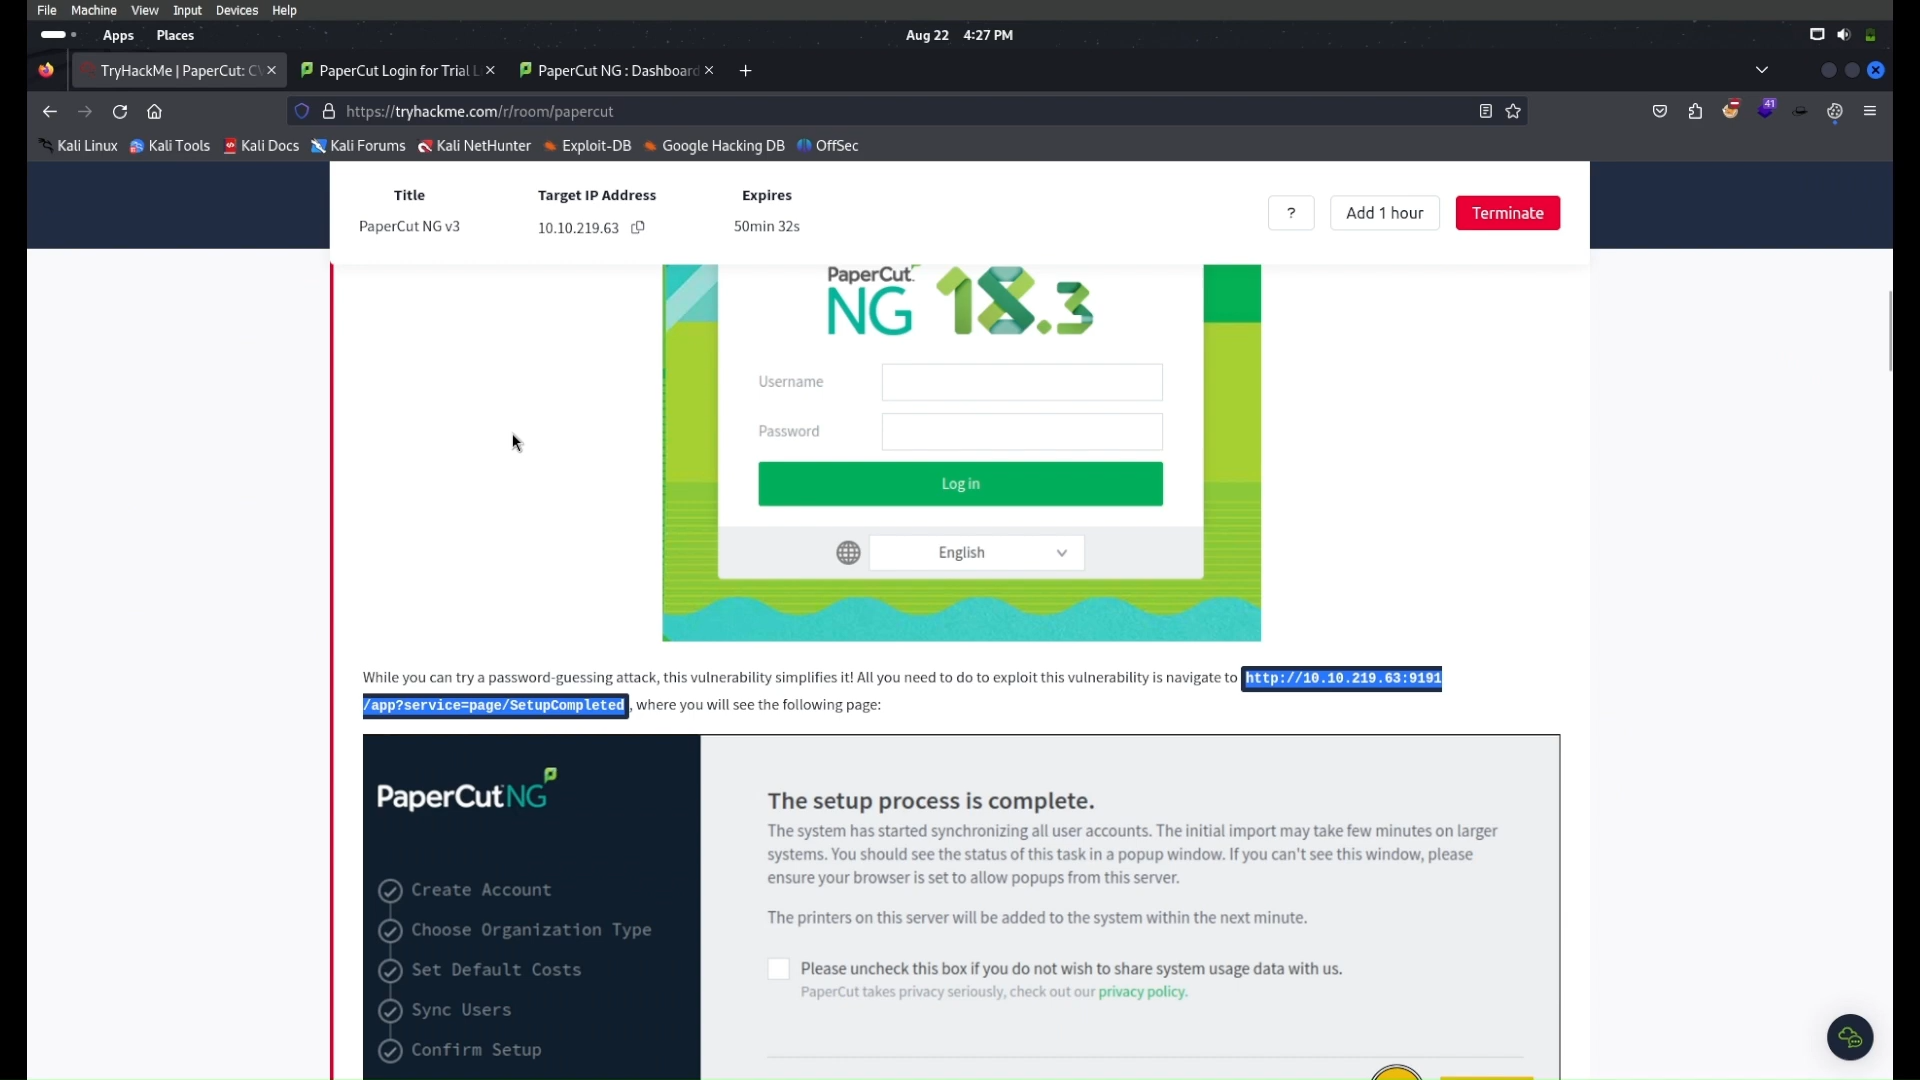 File Machine View Input Devices Help
Apps Places Aug 22 4:27 PM
TryHackMe | PaperCut: CV PaperCut Login for Trial PaperCut NG : Dashboard
https://tryhackme.com/r/room/papercut 41
Kali Linux Kali Tools Kali Docs Kali Forums Kali NetHunter Exploit-DB Google Hacking DB OffSec
Title Target IP Address Expires
PaperCut NG v3 10.10.219.63 50min 32s ? Add 1 hour Terminate
PaperCut
NG 18.3
Username
Password
Log in
English
While you can try a password-guessing attack, this vulnerability simplifies it! All you need to do to exploit this vulnerability is navigate to http://10.10.219.63:9191
/app?service=page/SetupCompleted , where you will see the following page:
PaperCut NG
The setup process is complete.
The system has started synchronizing all user accounts. The initial import may take few minutes on larger
systems. You should see the status of this task in a popup window. If you can't see this window, please
ensure your browser is set to allow popups from this server.
The printers on this server will be added to the system within the next minute.
Please uncheck this box if you do not wish to share system usage data with us.
PaperCut takes privacy seriously, check out our privacy policy.
Create Account
Choose Organization Type
Set Default Costs
Sync Users
Confirm Setup